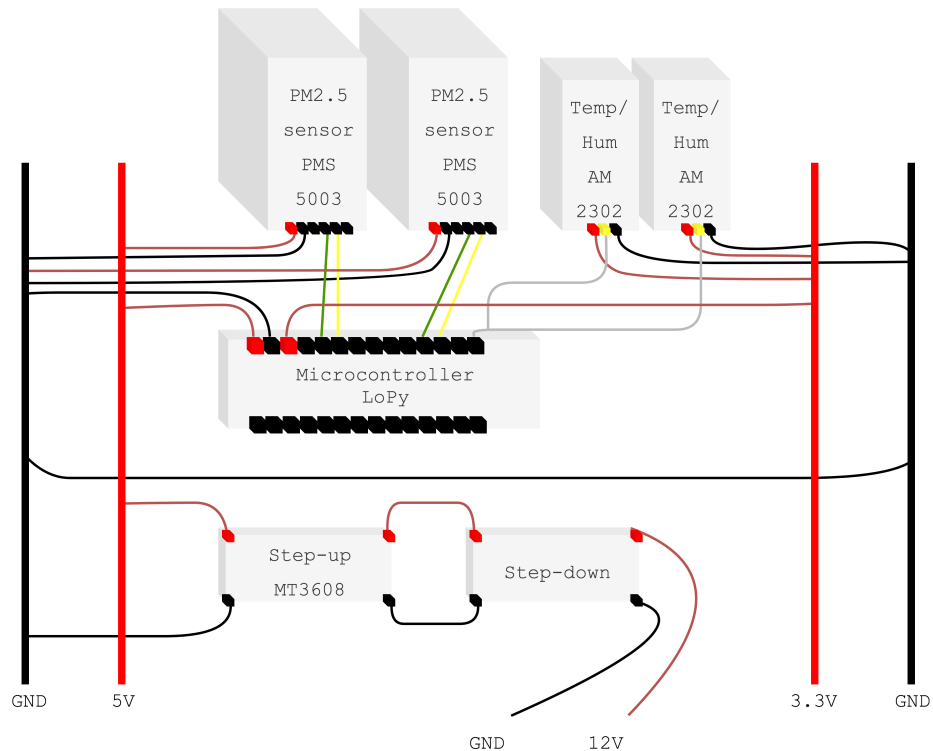 PM2.5
sensor
PMS
5003
PM2.5
sensor
PMS
5003
Temp/
Hum
AM
2302
Temp/
Hum
AM
2302
Microcontroller
LoPy
Step-up
MT3608
Step-down
GND
5V
3.3V
GND
GND
12V